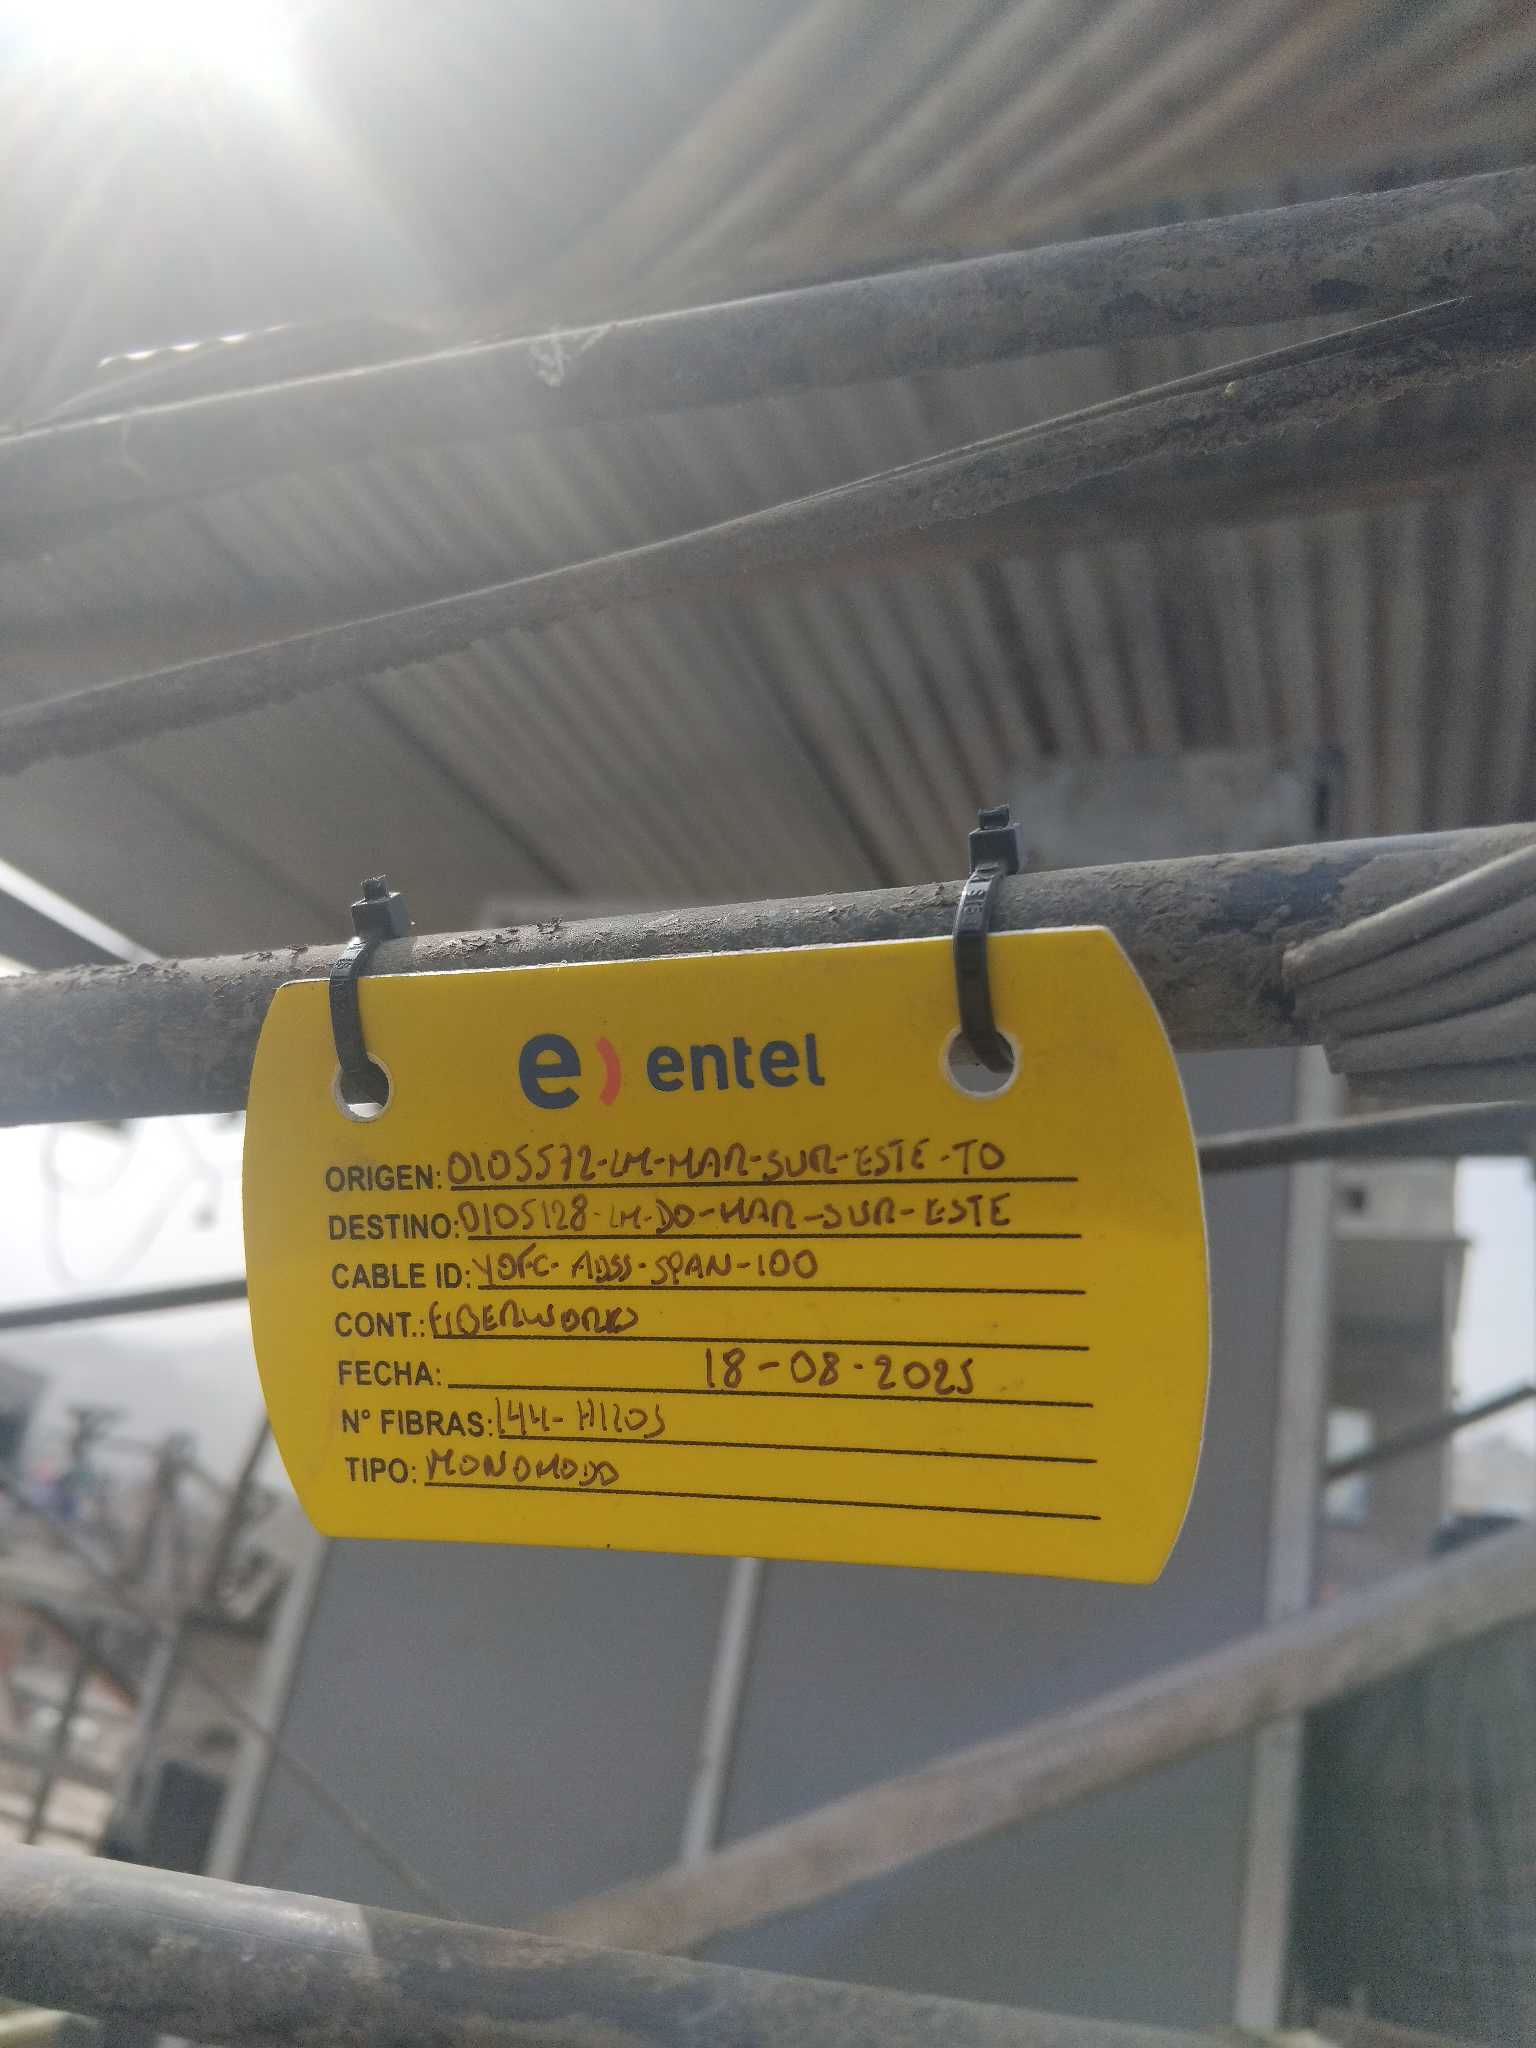 e) entel
ORIGEN: 0105572-LM-MAR-SUR-ESTE-TO
DESTINO: 0105128-LM-DO-MAR-SUR-ESTE
CABLE ID: YOFC-ADSS-SPAN-100
CONT.: FIBERWORKS
FECHA: 18-08-2025
N° FIBRAS: 144-HILOS
TIPO: MONOMODO